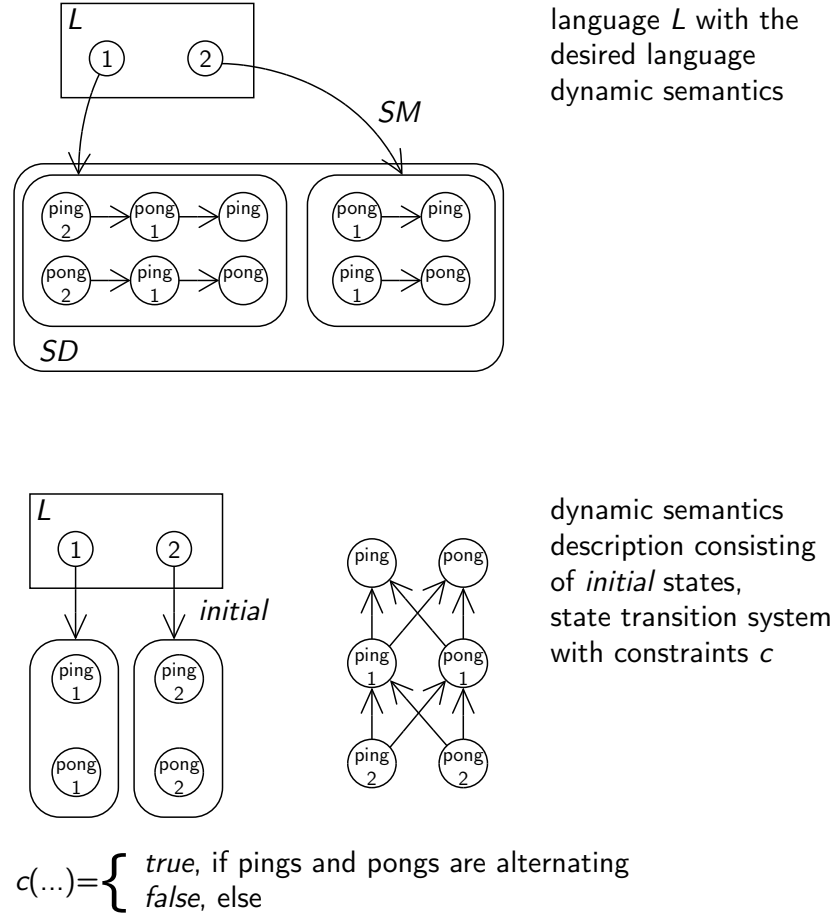 L
language L with the
desired language
dynamic semantics
1 2
SM
ping 2 pong 1 ping pong 1 ping
pong 2 ping 1 pong ping 1 pong
SD
L
dynamic semantics
description consisting
of initial states,
state transition system
with constraints c
1 2
ping pong
initial
ping 1 ping 2
ping 1 pong 1
pong 1 pong 2
ping 2 pong 2
c(...)={ true, if pings and pongs are alternating
false, else